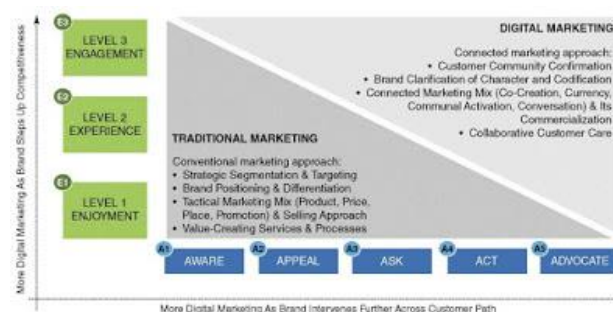 More Digital Marketing As Brand Steps Up Competitiveness
E3
LEVEL 3
ENGAGEMENT
E2
LEVEL 2
EXPERIENCE
E1
LEVEL 1
ENJOYMENT
DIGITAL MARKETING
Connected marketing approach:
• Customer Community Confirmation
• Brand Clarification of Character and Codification
• Connected Marketing Mix (Co-Creation, Currency,
Communal Activation, Conversation) & Its
Commercialization
• Collaborative Customer Care
TRADITIONAL MARKETING
Conventional marketing approach:
• Strategic Segmentation & Targeting
• Brand Positioning & Differentiation
• Tactical Marketing Mix (Product, Price,
Place, Promotion) & Selling Approach
• Value-Creating Services & Processes
A1
AWARE
A2
APPEAL
A3
ASK
A4
ACT
A5
ADVOCATE
More Digital Marketing As Brand Intervenes Further Across Customer Path